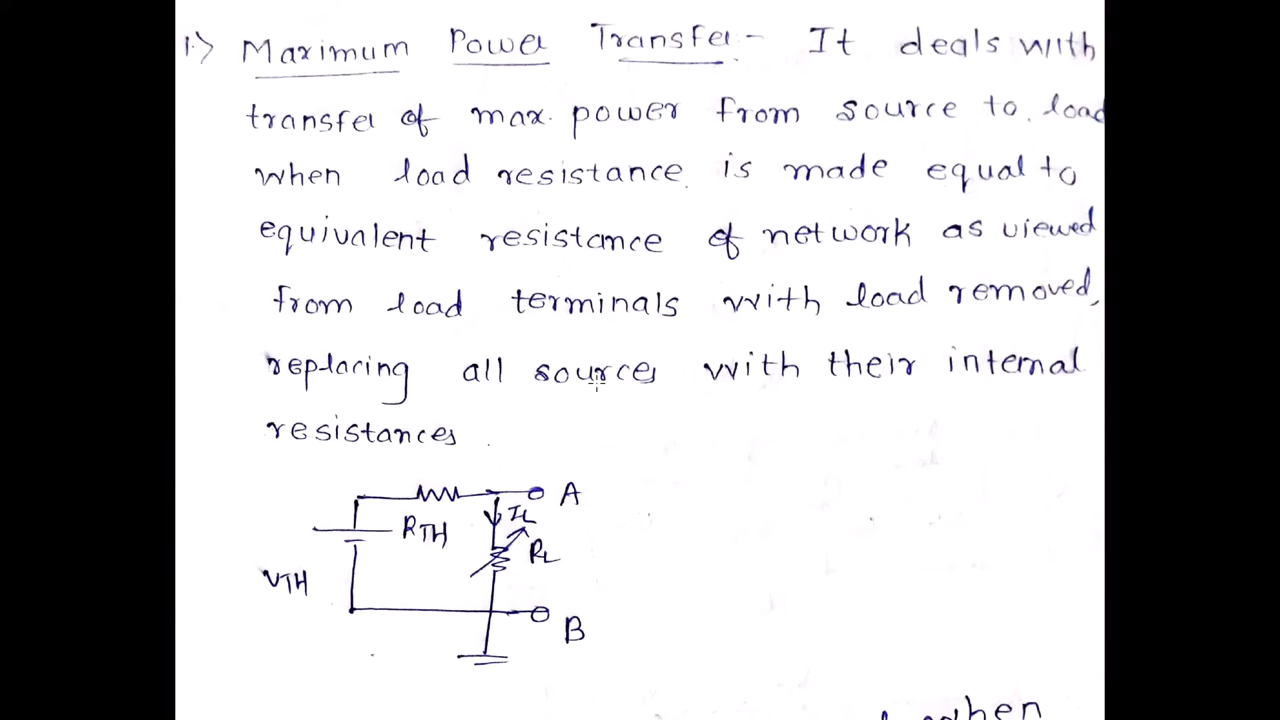 1.> Maximum Power Transfer - It deals with
transfer of max. power from source to load
when load resistance is made equal to
equivalent resistance of network as viewed
from load terminals with load removed,
replacing all sources with their internal
resistances.
A
IL
RTH
RL
VTH
B
when